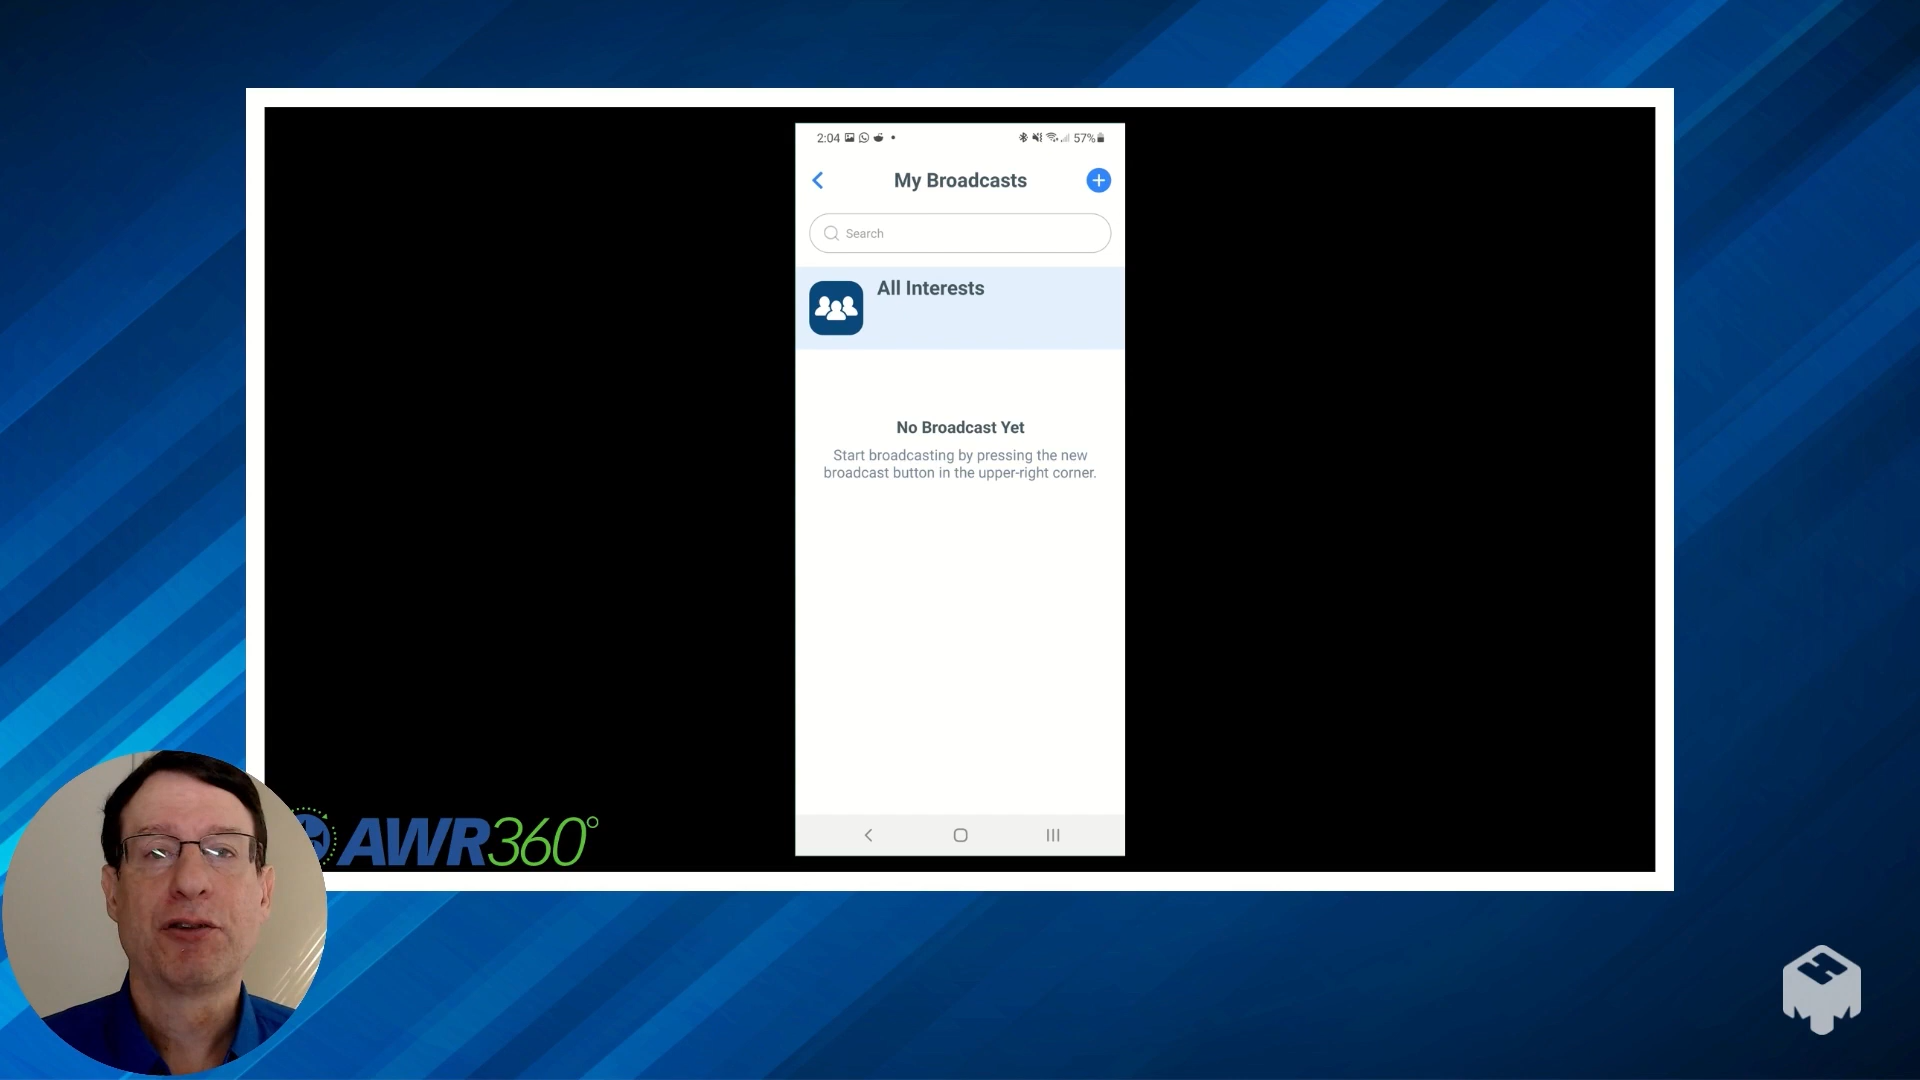 2:04
57%
My Broadcasts
Search
All Interests
No Broadcast Yet
Start broadcasting by pressing the new
broadcast button in the upper-right corner.
AWR360°